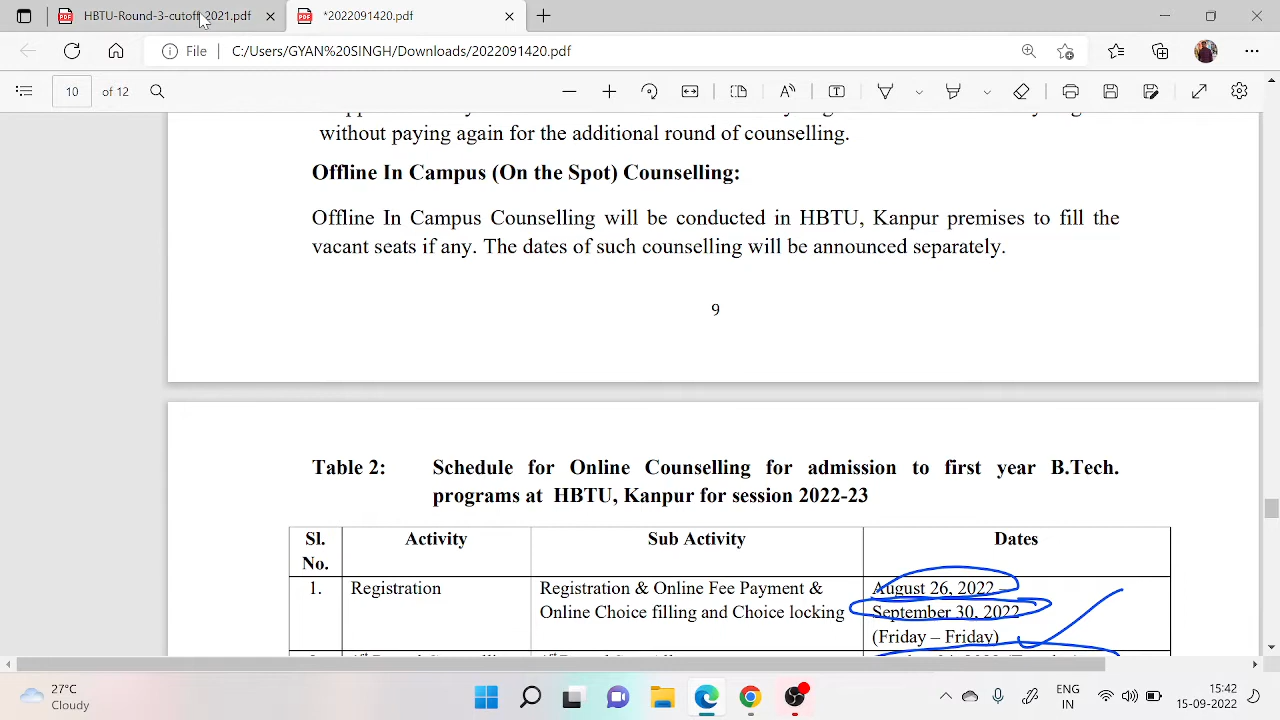 HBTU-Round-3-cutoff-2021.pdf
*2022091420.pdf
File
C:/Users/GYAN%20SINGH/Downloads/2022091420.pdf
10 of 12
without paying again for the additional round of counselling.
Offline In Campus (On the Spot) Counselling:
Offline In Campus Counselling will be conducted in HBTU, Kanpur premises to fill the
vacant seats if any. The dates of such counselling will be announced separately.
9
Table 2: Schedule for Online Counselling for admission to first year B.Tech.
programs at HBTU, Kanpur for session 2022-23
Sl. No. Activity Sub Activity Dates
1. Registration Registration & Online Fee Payment & August 26, 2022 –
Online Choice filling and Choice locking September 30, 2022
(Friday – Friday)
27°C
Cloudy
ENG
IN
15:42
15-09-2022